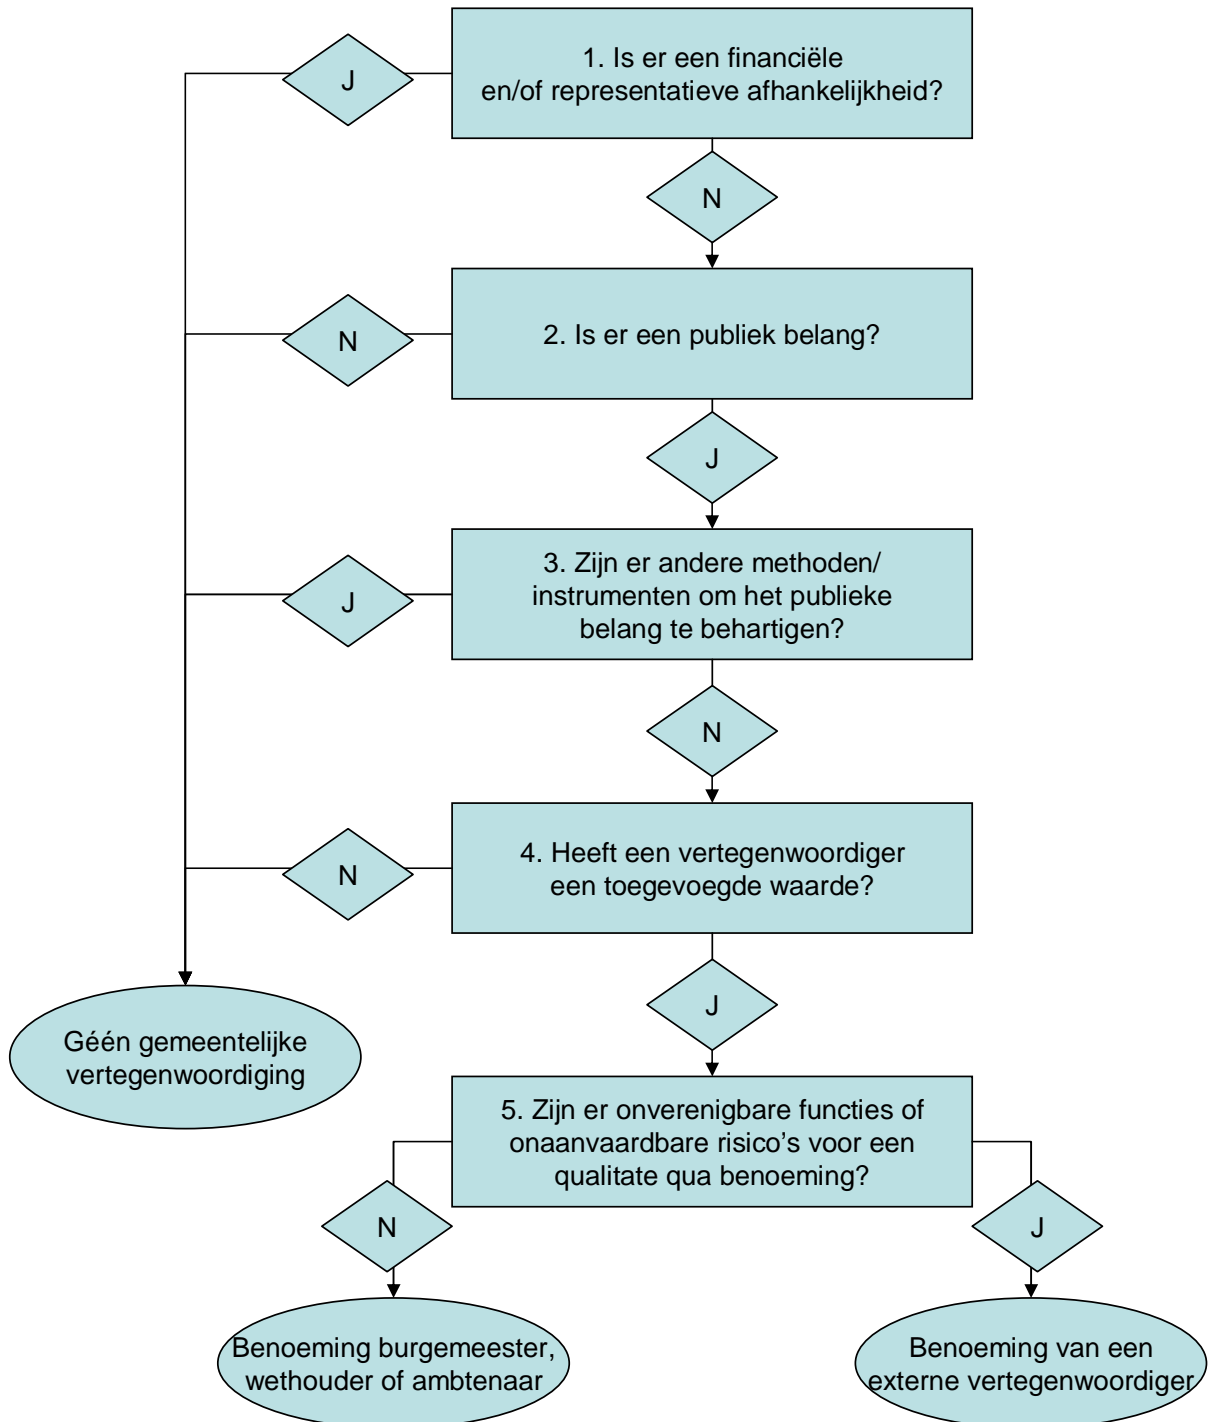 1. Is er een financiële
en/of representatieve afhankelijkheid?
J
N
2. Is er een publiek belang?
N
J
3. Zijn er andere methoden/
instrumenten om het publieke
belang te behartigen?
J
N
4. Heeft een vertegenwoordiger
een toegevoegde waarde?
N
J
Géén gemeentelijke
vertegenwoordiging
5. Zijn er onverenigbare functies of
onaanvaardbare risico's voor een
qualitate qua benoeming?
N
J
Benoeming burgemeester,
wethouder of ambtenaar
Benoeming van een
externe vertegenwoordiger